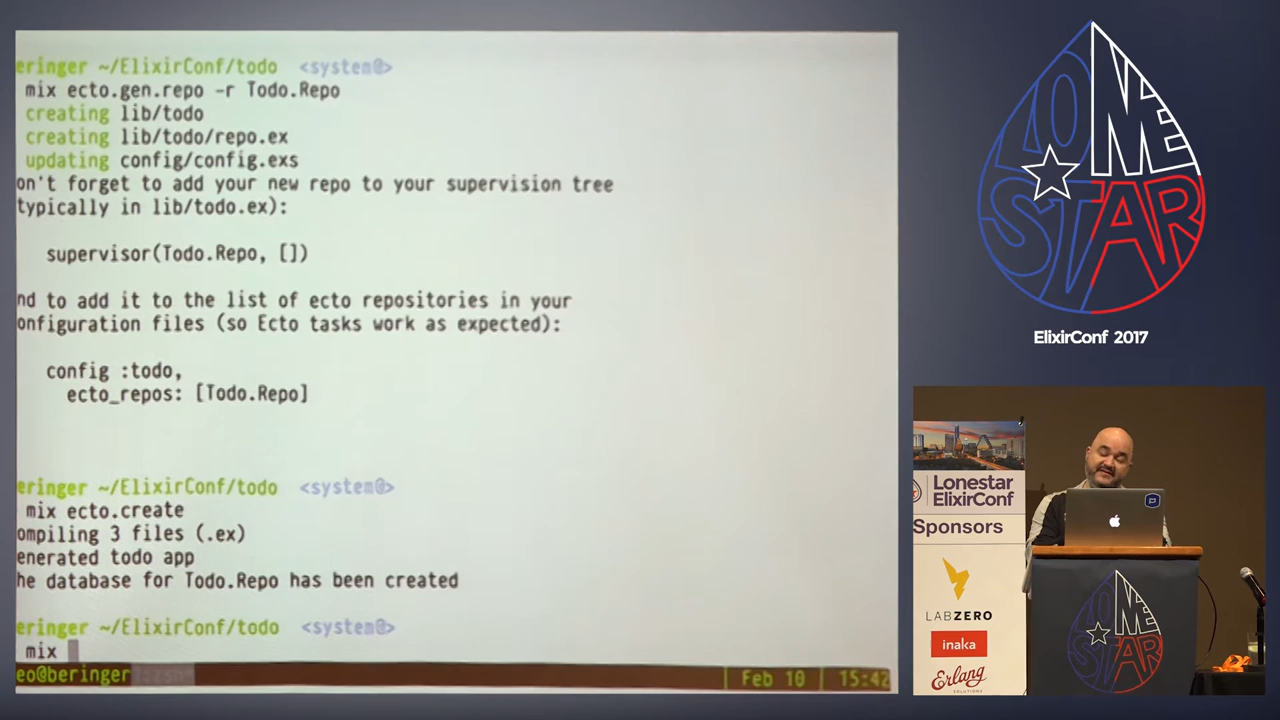 eringer ~/ElixirConf/todo <system@>
mix ecto.gen.repo -r Todo.Repo
creating lib/todo
creating lib/todo/repo.ex
updating config/config.exs
on't forget to add your new repo to your supervision tree
typically in lib/todo.ex):
supervisor(Todo.Repo, [])
nd to add it to the list of ecto repositories in your
onfiguration files (so Ecto tasks work as expected):
config :todo,
ecto_repos: [Todo.Repo]
eringer ~/ElixirConf/todo <system@>
mix ecto.create
ompiling 3 files (.ex)
enerated todo app
he database for Todo.Repo has been created
eringer ~/ElixirConf/todo <system@>
mix
eo@beringer
Feb 10 | 15:42
LONE
STAR
ElixirConf 2017
Lonestar
ElixirConf
Sponsors
LABZERO
inaka
Erlang
SOLUTIONS
LONE
STAR